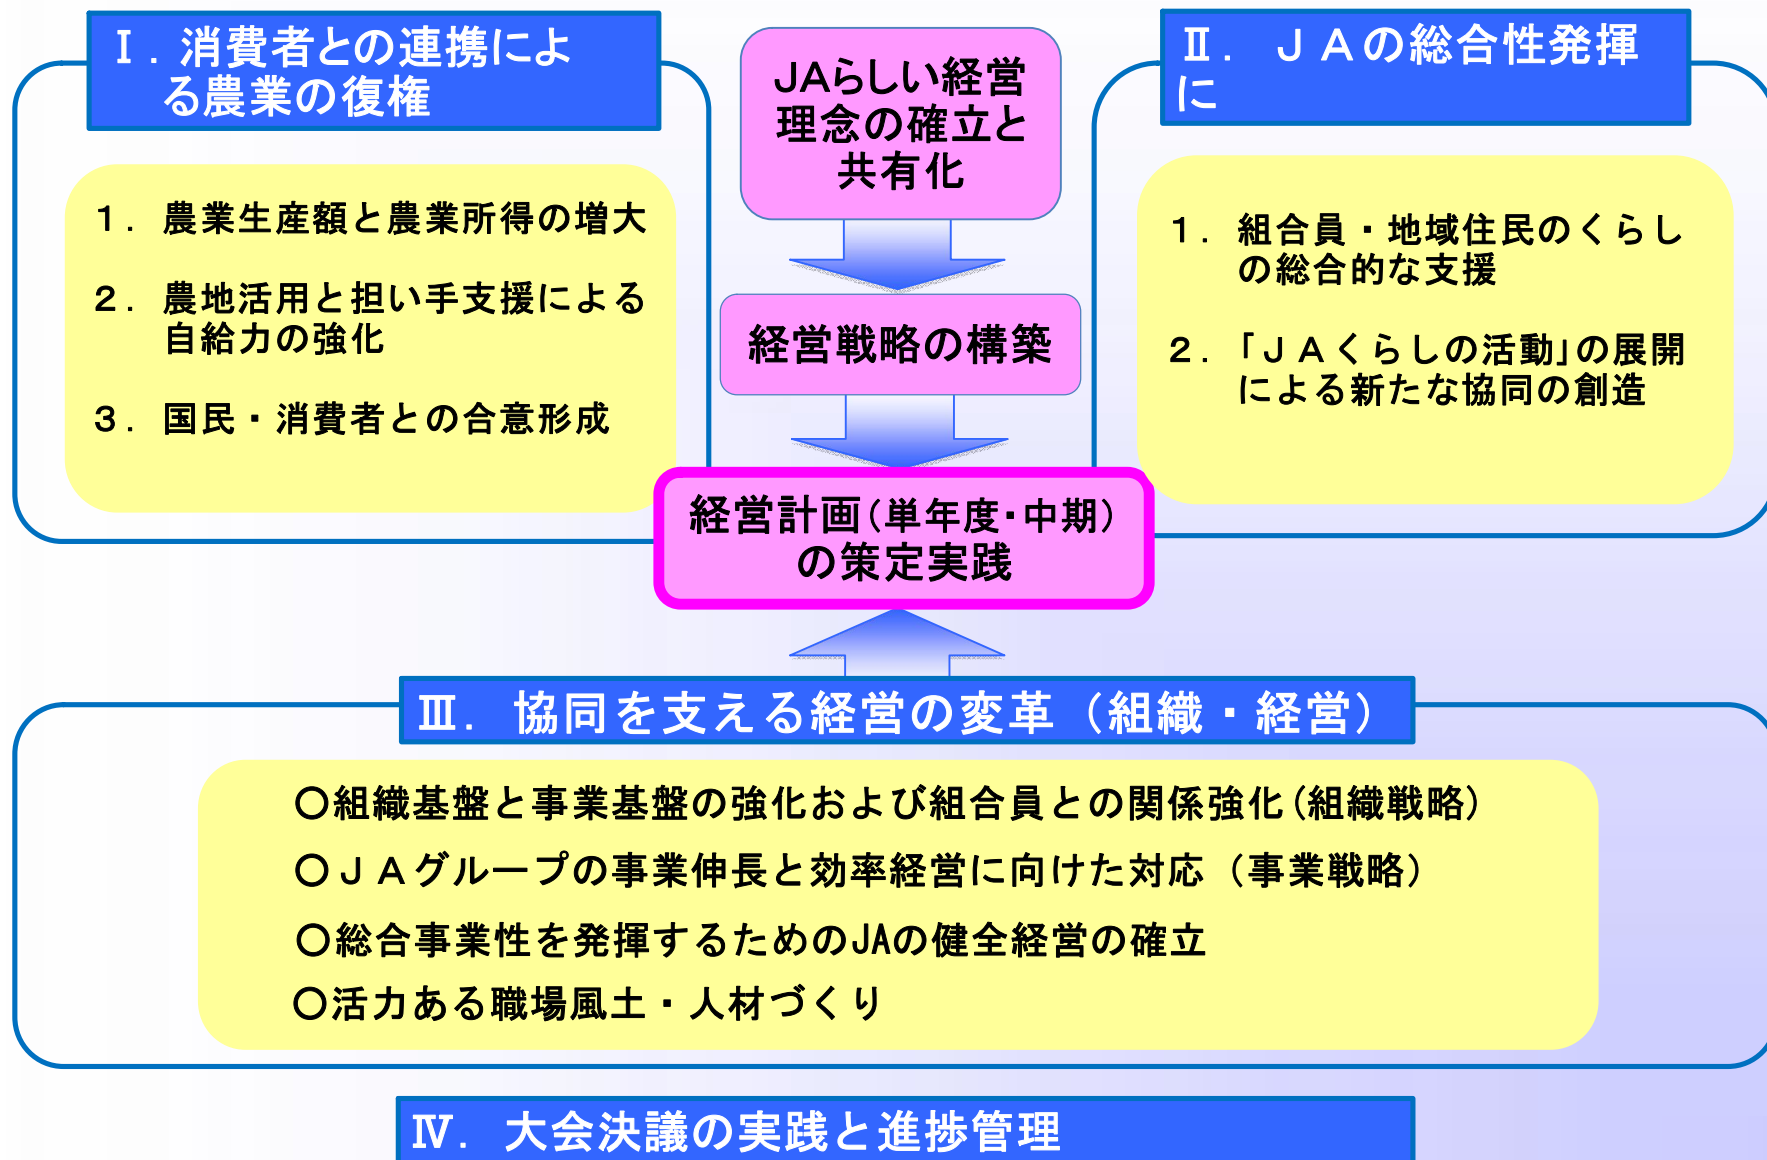 Ⅰ．消費者との連携によ
る農業の復権
１．農業生産額と農業所得の増大
２．農地活用と担い手支援による
自給力の強化
３．国民・消費者との合意形成
JAらしい経営
理念の確立と
共有化
経営戦略の構築
経営計画(単年度・中期)
の策定実践
Ⅱ．ＪＡの総合性発揮
に
１．組合員・地域住民のくらし
の総合的な支援
２．「ＪＡくらしの活動」の展開
による新たな協同の創造
Ⅲ．協同を支える経営の変革（組織・経営）
○組織基盤と事業基盤の強化および組合員との関係強化(組織戦略)
○ＪＡグループの事業伸長と効率経営に向けた対応（事業戦略）
○総合事業性を発揮するためのJAの健全経営の確立
○活力ある職場風土・人材づくり
Ⅳ．大会決議の実践と進捗管理